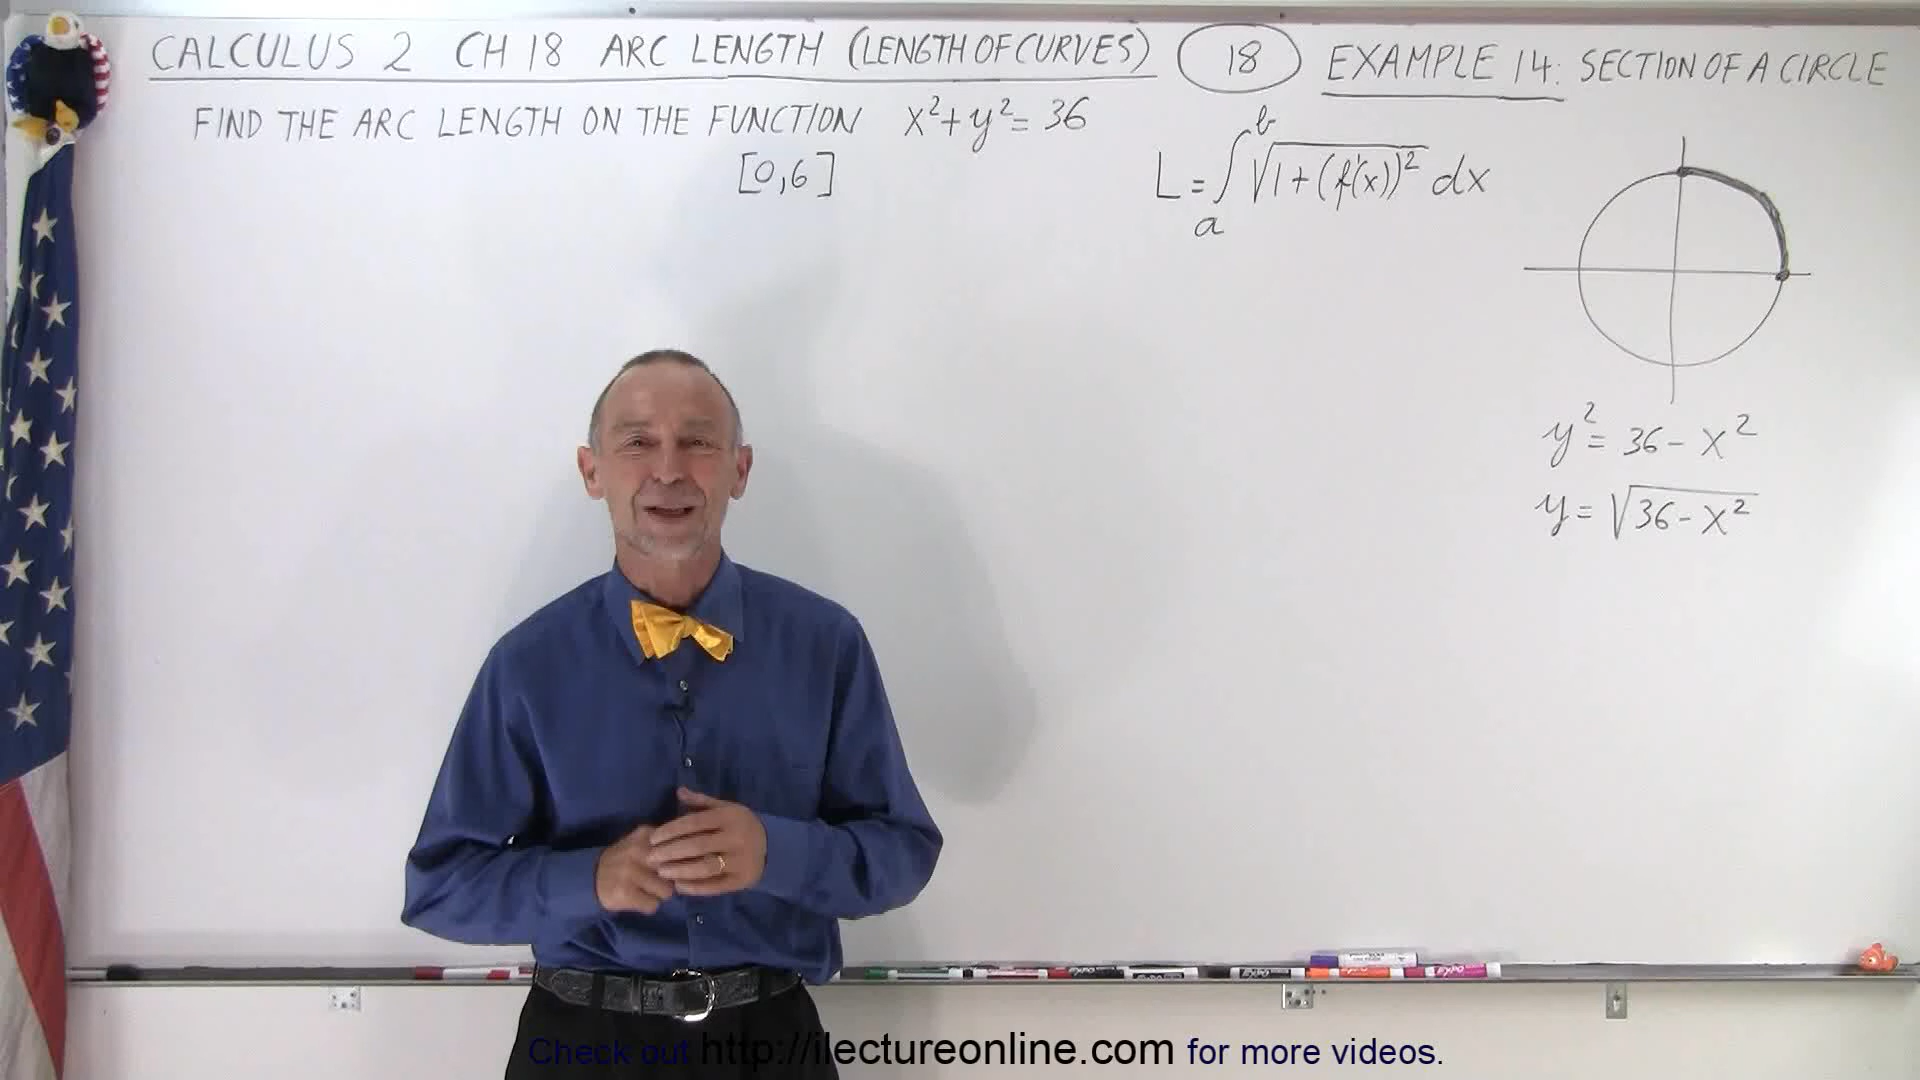 CALCULUS 2 CH 18 ARC LENGTH (LENGTH OF CURVES) 18 EXAMPLE 14: SECTION OF A CIRCLE
FIND THE ARC LENGTH ON THE FUNCTION x²+y²=36
[0,6]
L = ∫ₐᵇ √(1+(f'(x))²) dx
y² = 36 - x²
y = √(36 - x²)
Check out http://ilectureonline.com for more videos.